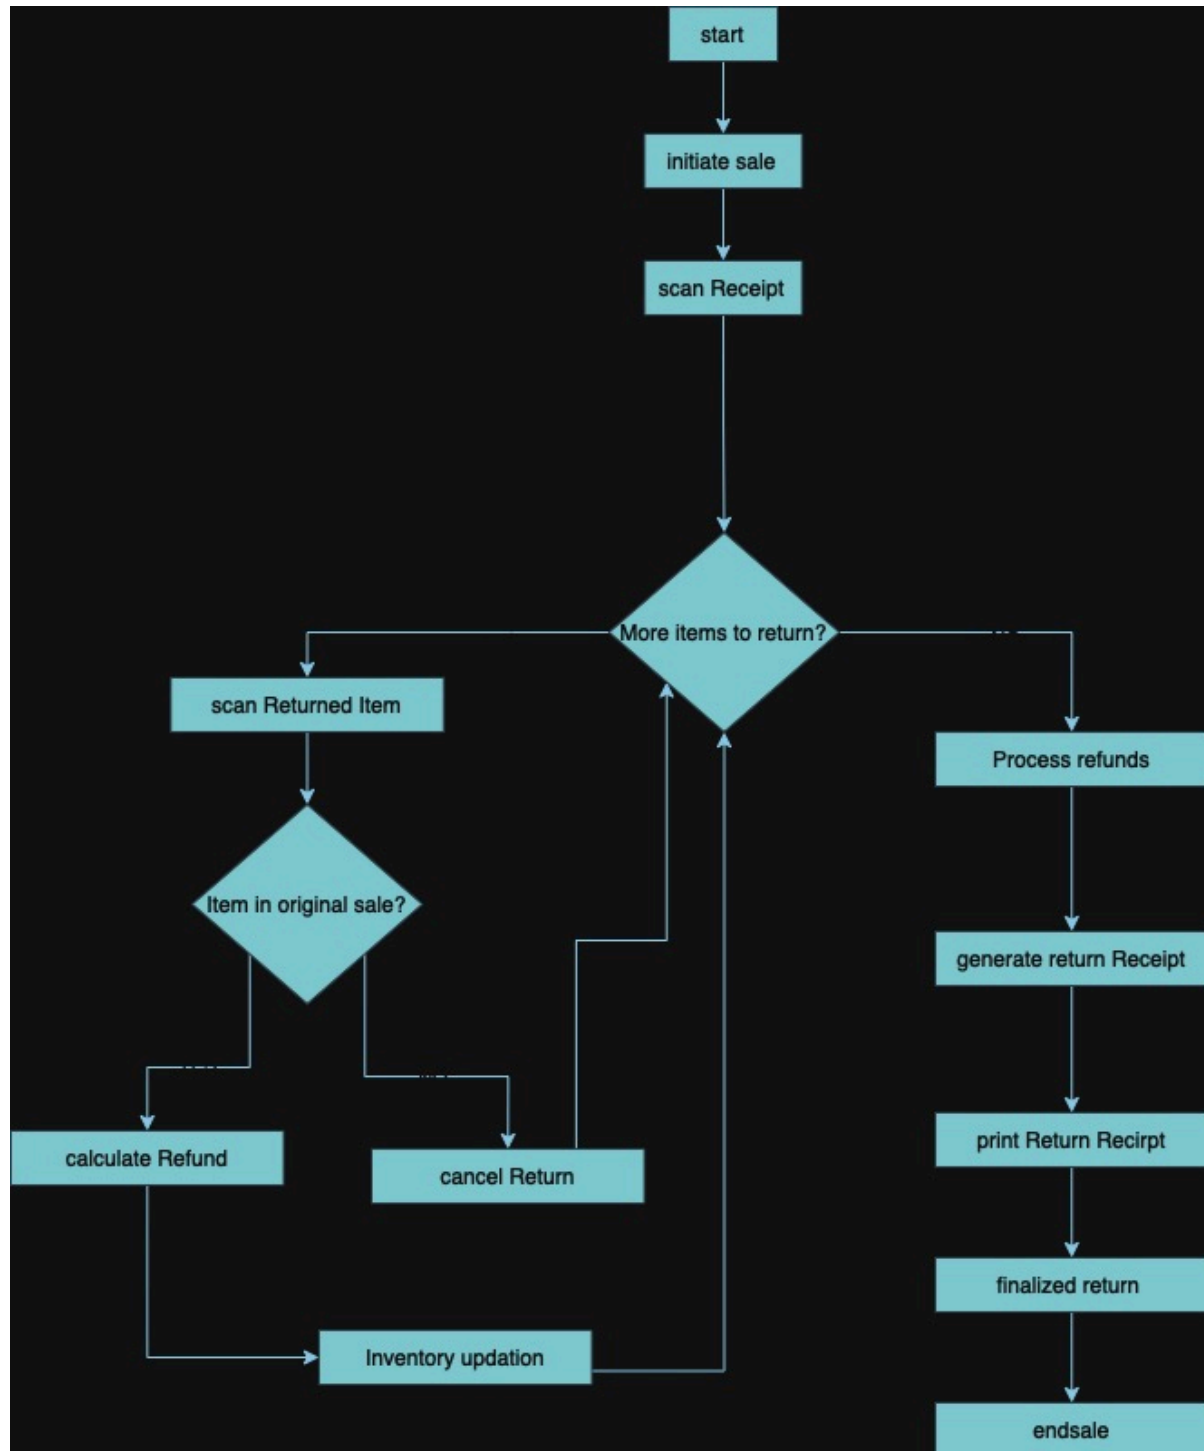 start
initiate sale
scan Receipt
More items to return?
scan Returned Item
Process refunds
Item in original sale?
generate return Receipt
print Return Recirpt
calculate Refund
cancel Return
finalized return
Inventory updation
endsale